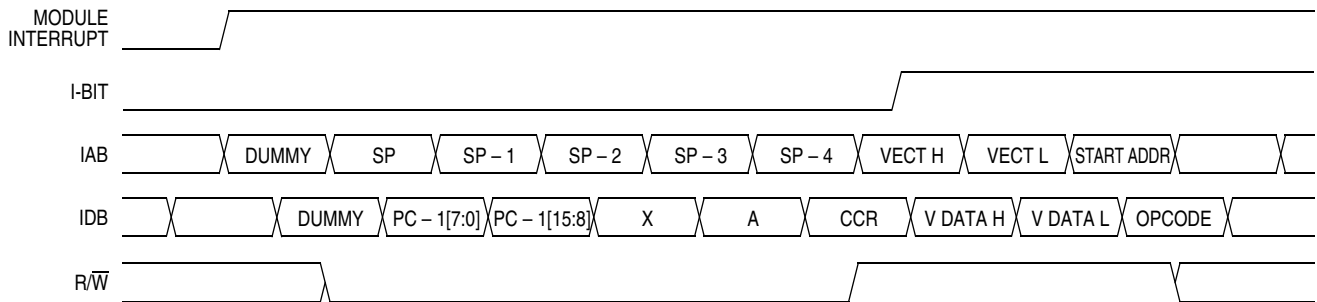 MODULE
INTERRUPT
I-BIT
IAB DUMMY SP SP – 1 SP – 2 SP – 3 SP – 4 VECT H VECT L START ADDR
IDB DUMMY PC – 1[7:0] PC – 1[15:8] X A CCR V DATA H V DATA L OPCODE
R/W̅